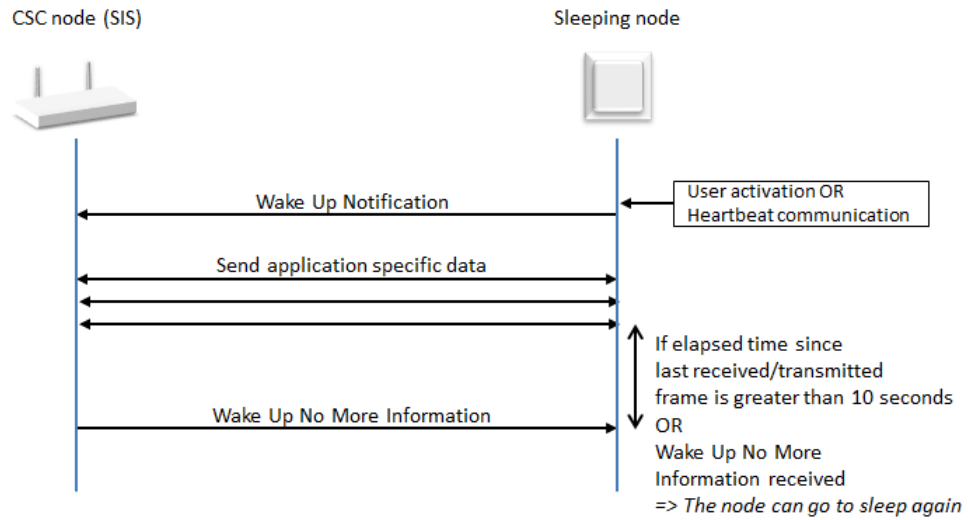 CSC node (SIS)
Sleeping node
User activation OR
Heartbeat communication
Wake Up Notification
Send application specific data
If elapsed time since
last received/transmitted
frame is greater than 10 seconds
OR
Wake Up No More
Information received
=> The node can go to sleep again
Wake Up No More Information